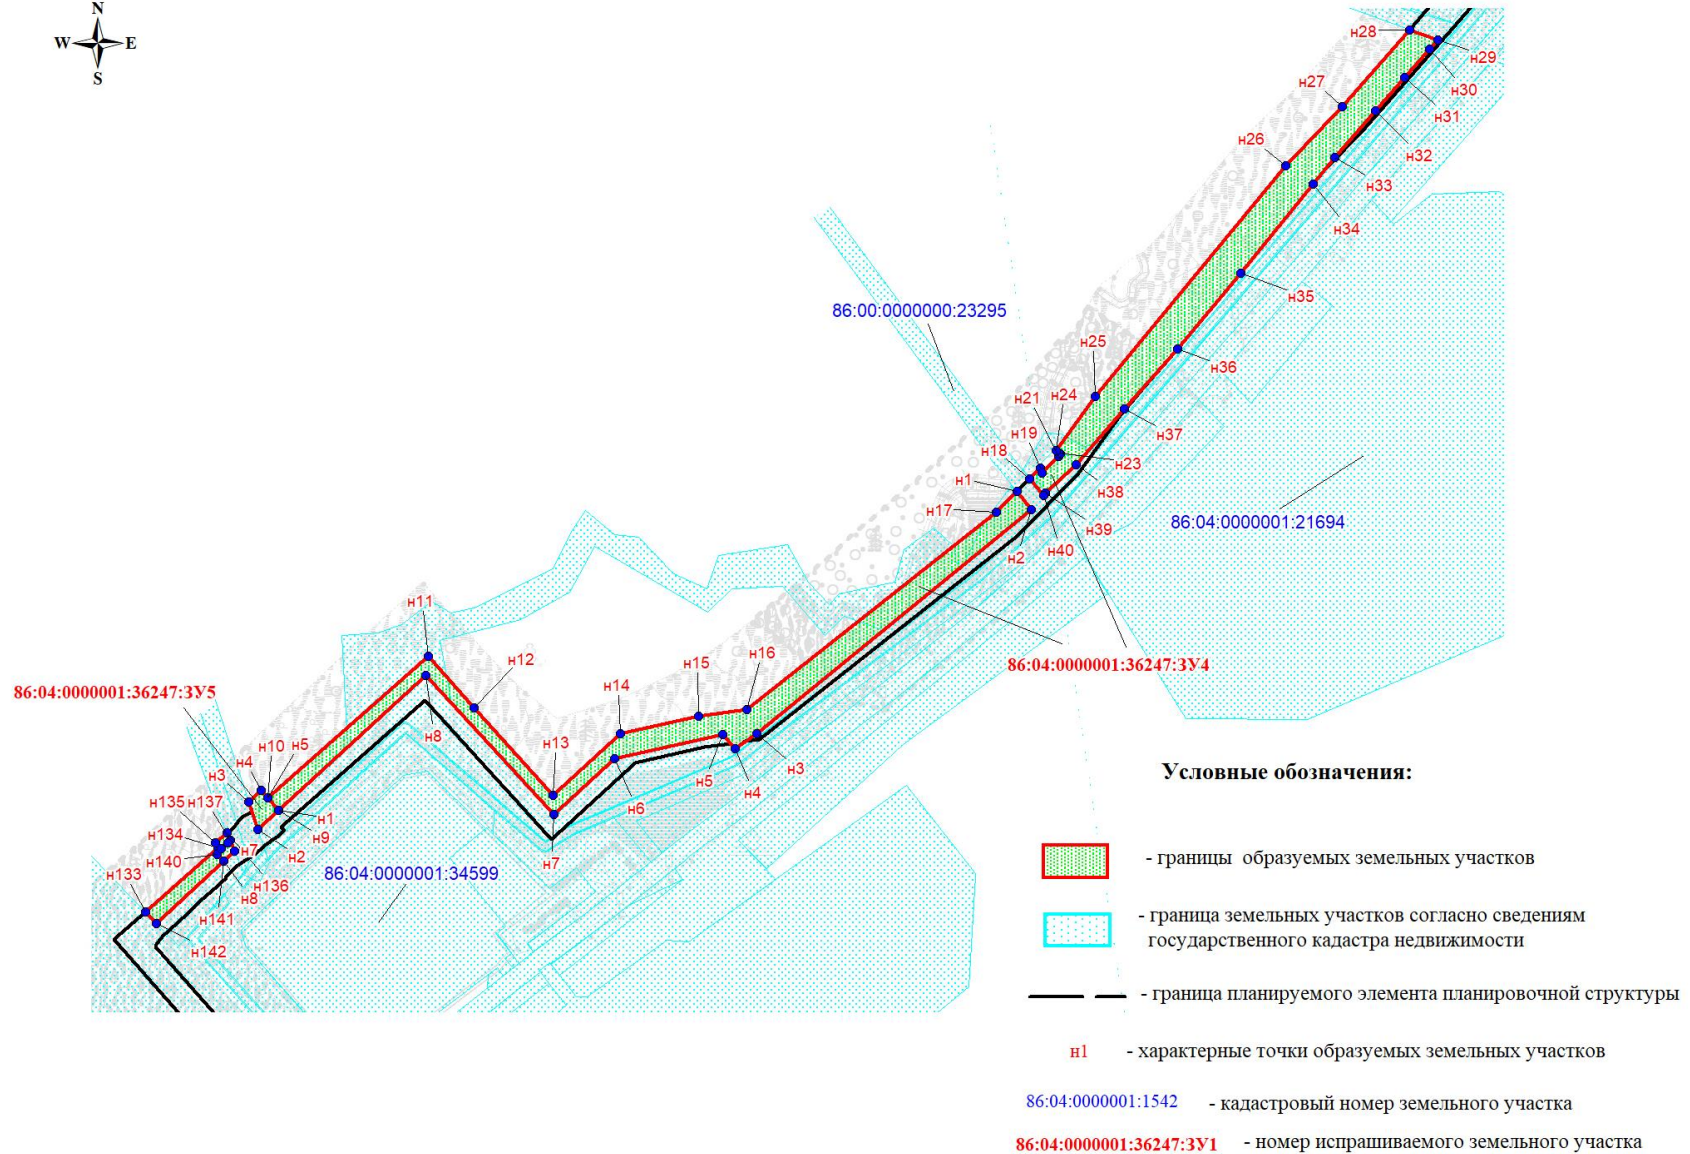 N
W E
S
н28
н29
н30
н27
н31
н26
н32
н33
н34
н35
86:00:0000000:23295
н25
н36
н24
н21
н37
н19
н18
н23
н1
н38
н17
86:04:0000001:21694
н39
н40
н2
н11
н12
н16
86:04:0000001:36247:ЗУ4
86:04:0000001:36247:ЗУ5
н15
н14
н8
н10
н5
н13
н3
н5
н4
н4
н3
н6
н135
н137
н1
н134
н9
н7
н2
н7
н140
н136
86:04:0000001:34599
н133
н8
н141
н142
Условные обозначения:
- границы образуемых земельных участков
- граница земельных участков согласно сведениям
государственного кадастра недвижимости
- граница планируемого элемента планировочной структуры
н1 - характерные точки образуемых земельных участков
86:04:0000001:1542 - кадастровый номер земельного участка
86:04:0000001:36247:ЗУ1 - номер испрашиваемого земельного участка